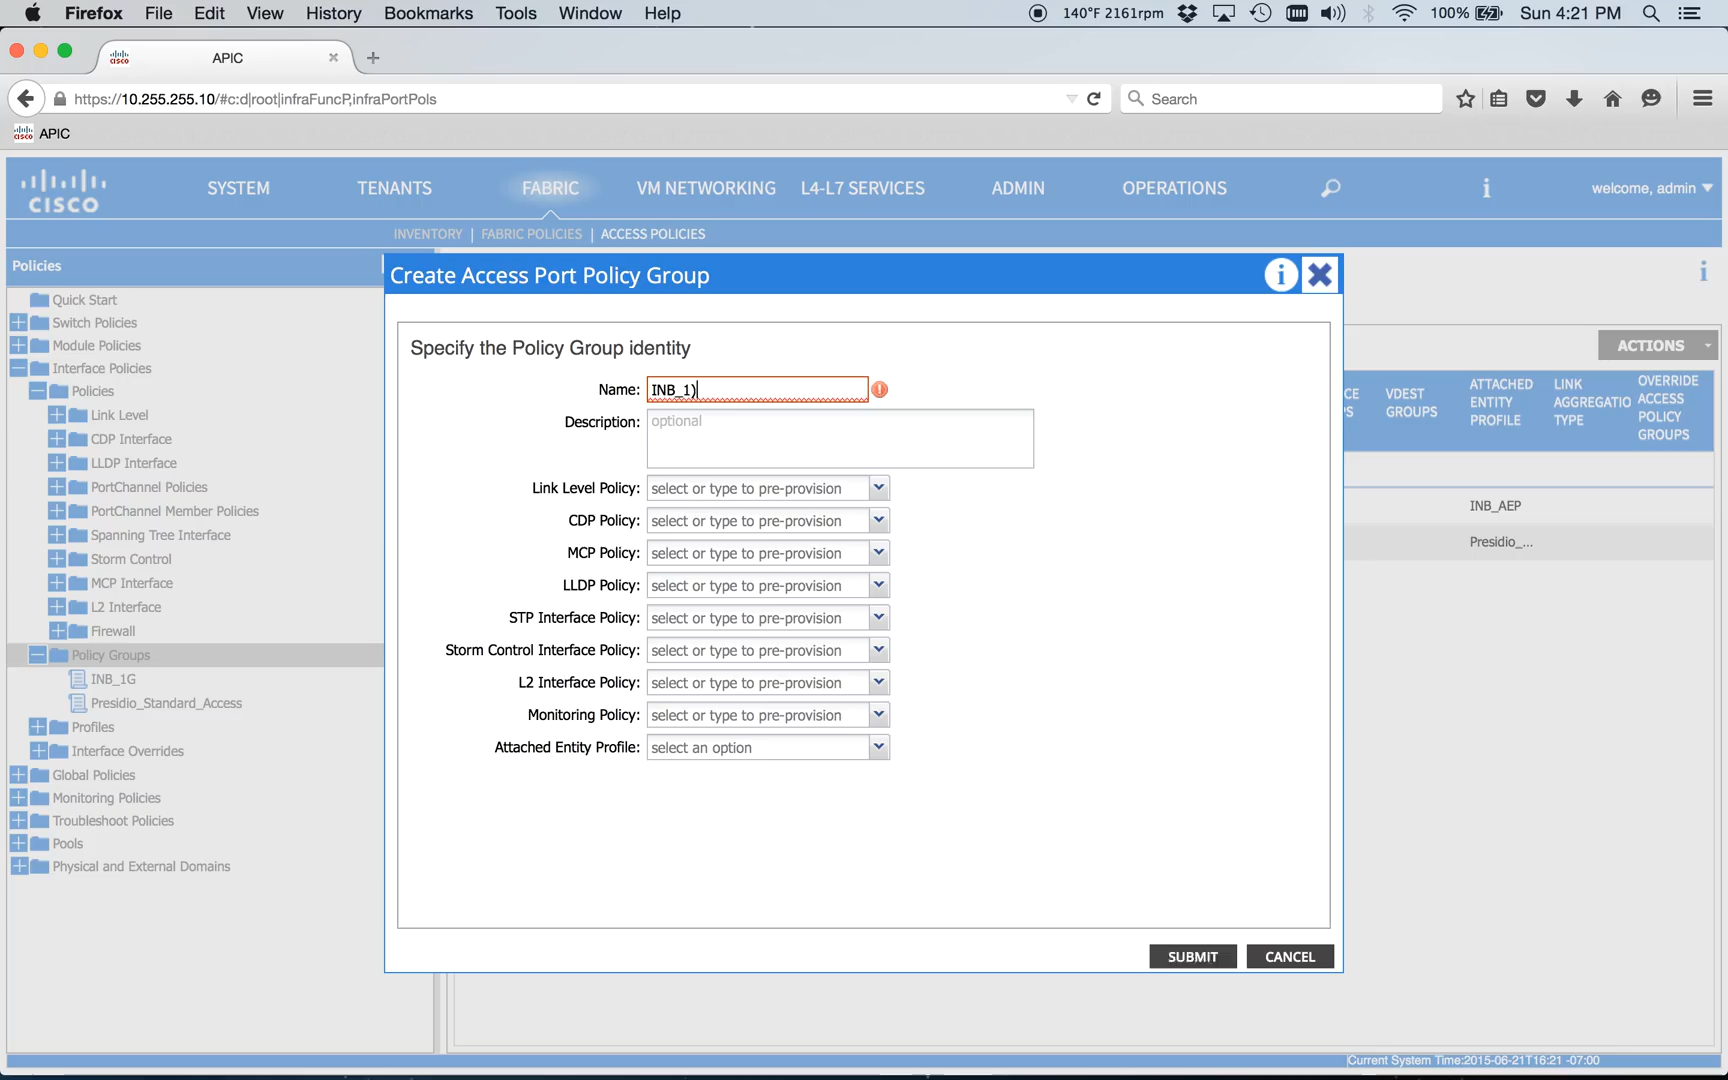 Firefox File Edit View History Bookmarks Tools Window Help 140°F 2161rpm 100% Sun 4:21 PM
cisco APIC
https://10.255.255.10/#c:d|root|infraFuncP,infraPortPols Search
cisco APIC
CISCO SYSTEM TENANTS FABRIC VM NETWORKING L4-L7 SERVICES ADMIN OPERATIONS i welcome, admin
INVENTORY | FABRIC POLICIES | ACCESS POLICIES
Policies
Quick Start
Switch Policies
Module Policies
Interface Policies
Policies
Link Level
CDP Interface
LLDP Interface
PortChannel Policies
PortChannel Member Policies
Spanning Tree Interface
Storm Control
MCP Interface
L2 Interface
Firewall
Policy Groups
INB_1G
Presidio_Standard_Access
Profiles
Interface Overrides
Global Policies
Monitoring Policies
Troubleshoot Policies
Pools
Physical and External Domains
Create Access Port Policy Group i
Specify the Policy Group identity
Name: INB_1)
Description: optional
Link Level Policy: select or type to pre-provision
CDP Policy: select or type to pre-provision
MCP Policy: select or type to pre-provision
LLDP Policy: select or type to pre-provision
STP Interface Policy: select or type to pre-provision
Storm Control Interface Policy: select or type to pre-provision
L2 Interface Policy: select or type to pre-provision
Monitoring Policy: select or type to pre-provision
Attached Entity Profile: select an option
SUBMIT CANCEL
i
ACTIONS
CE
PS
VDEST
GROUPS
ATTACHED
ENTITY
PROFILE
LINK
AGGREGATIO
TYPE
OVERRIDE
ACCESS
POLICY
GROUPS
INB_AEP
Presidio_...
Current System Time:2015-06-21T16:21 -07:00